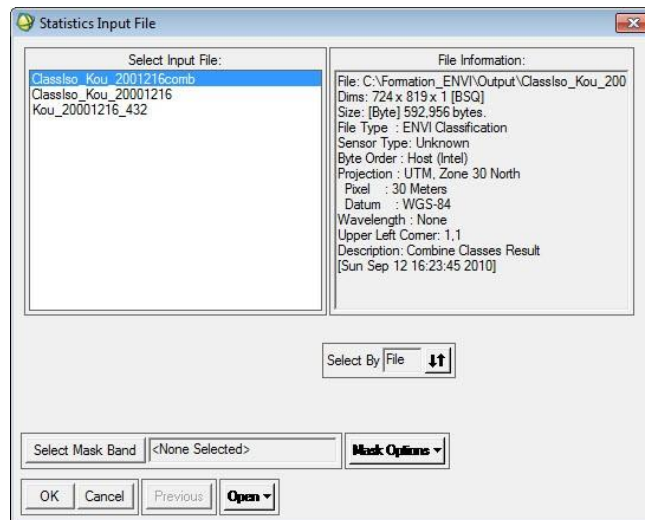 Statistics Input File
Select Input File:
ClassIso_Kou_2001216comb
ClassIso_Kou_20001216
Kou_20001216_432
File Information:
File: C:\Formation_ENVI\Output\ClassIso_Kou_200
Dims: 724 x 819 x 1 [BSQ]
Size: [Byte] 592,956 bytes.
File Type : ENVI Classification
Sensor Type: Unknown
Byte Order : Host (Intel)
Projection : UTM, Zone 30 North
Pixel : 30 Meters
Datum : WGS-84
Wavelength : None
Upper Left Corner: 1,1
Description: Combine Classes Result
[Sun Sep 12 16:23:45 2010]
Select By File
Select Mask Band <None Selected> Mask Options
OK Cancel Previous Open